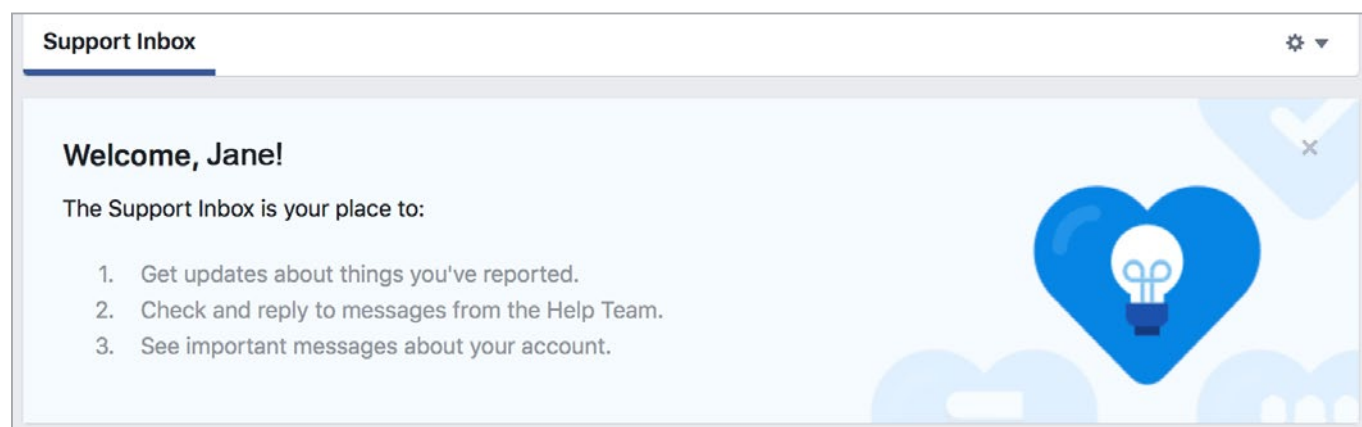 Support Inbox
Welcome, Jane!
The Support Inbox is your place to:
1. Get updates about things you've reported.
2. Check and reply to messages from the Help Team.
3. See important messages about your account.